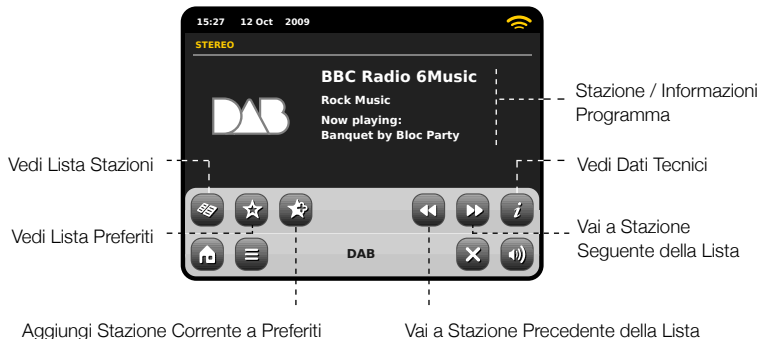 15:27 12 Oct 2009
STEREO
DAB
BBC Radio 6Music
Rock Music
Now playing:
Banquet by Bloc Party
Stazione / Informazioni
Programma
Vedi Lista Stazioni
Vedi Dati Tecnici
Vedi Lista Preferiti
Vai a Stazione
Seguente della Lista
i
DAB
Aggiungi Stazione Corrente a Preferiti
Vai a Stazione Precedente della Lista